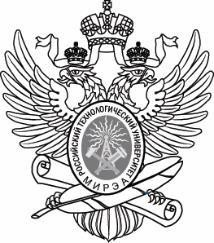 РОССИЙСКИЙ ТЕХНОЛОГИЧЕСКИЙ УНИВЕРСИТЕТ
МИРЭА